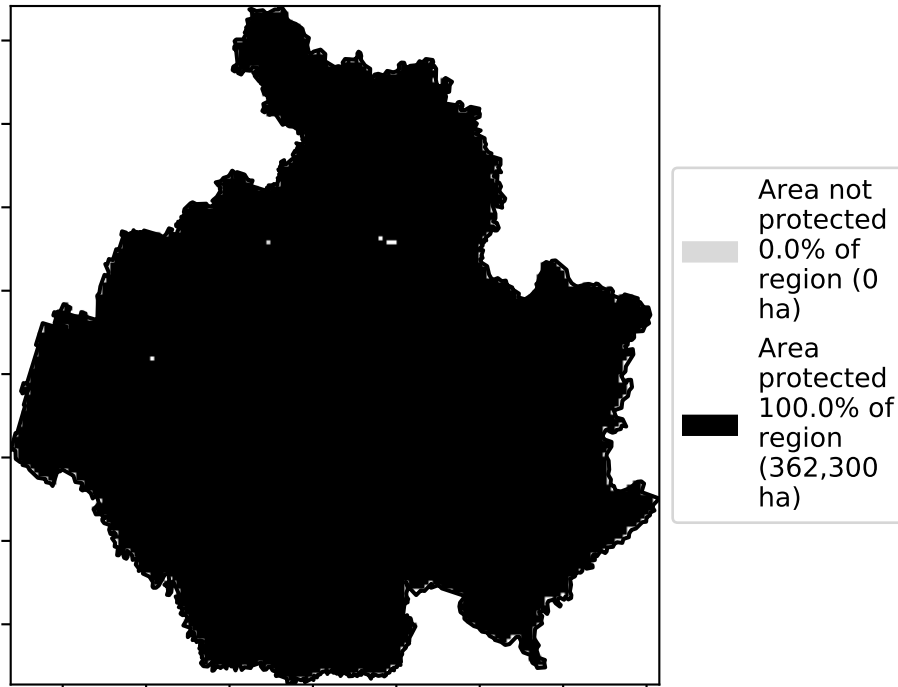 Area not
protected
0.0% of
region (0
ha)
Area
protected
100.0% of
region
(362,300
ha)